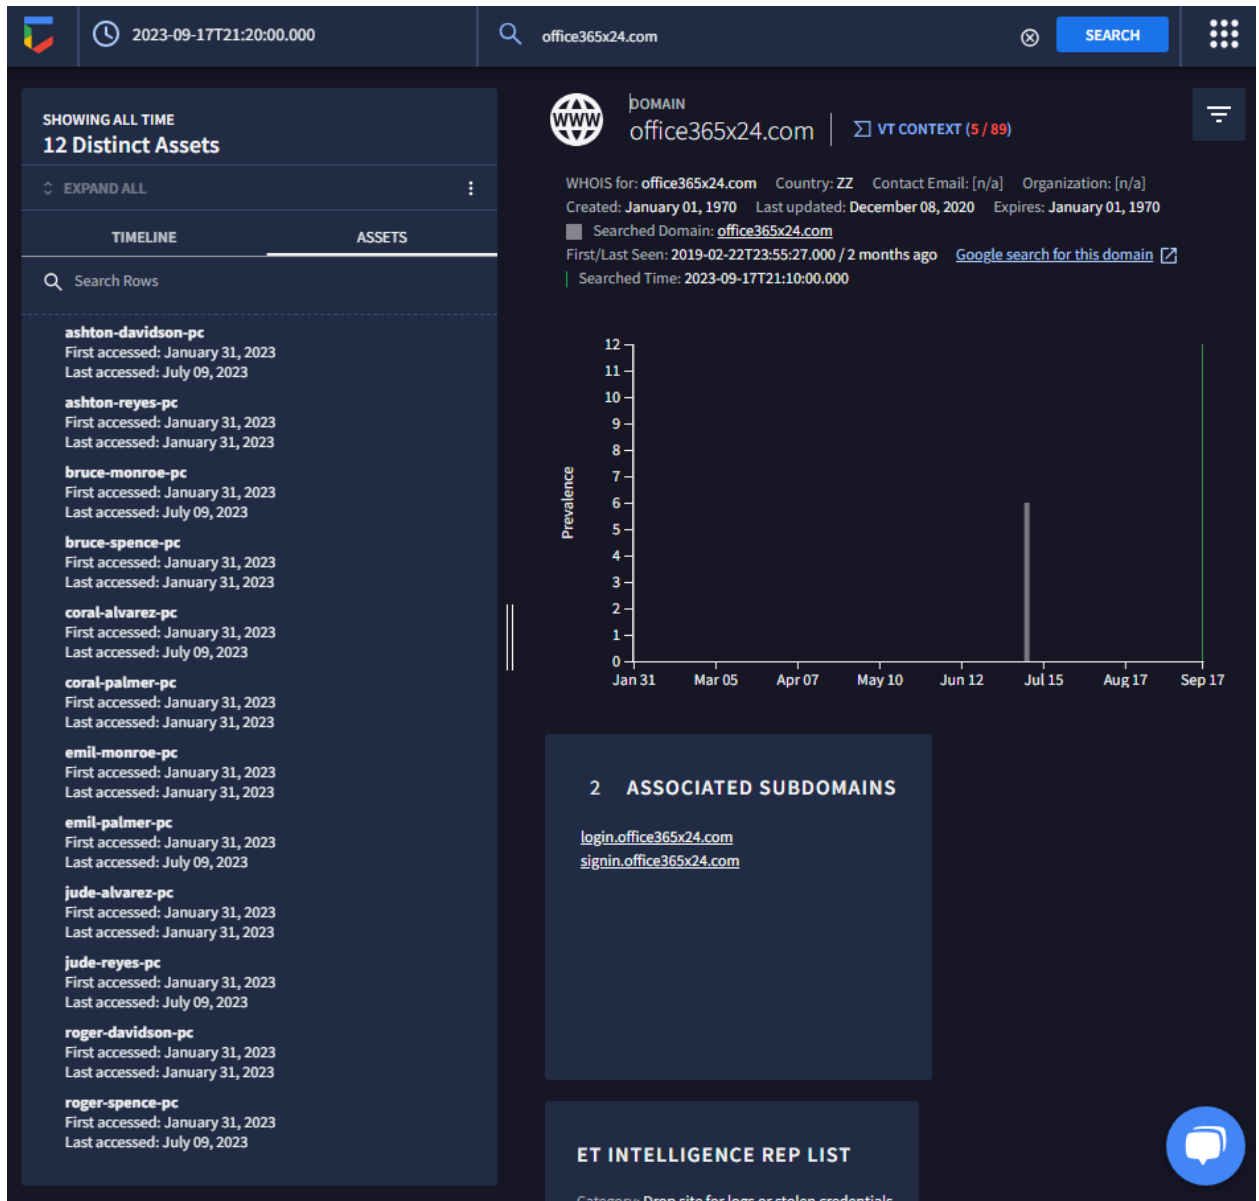 2023-09-17T21:20:00.000
office365x24.com
SEARCH
SHOWING ALL TIME
12 Distinct Assets
EXPAND ALL
TIMELINE ASSETS
Search Rows
ashton-davidson-pc
First accessed: January 31, 2023
Last accessed: July 09, 2023
ashton-reyes-pc
First accessed: January 31, 2023
Last accessed: January 31, 2023
bruce-monroe-pc
First accessed: January 31, 2023
Last accessed: July 09, 2023
bruce-spence-pc
First accessed: January 31, 2023
Last accessed: January 31, 2023
coral-alvarez-pc
First accessed: January 31, 2023
Last accessed: July 09, 2023
coral-palmer-pc
First accessed: January 31, 2023
Last accessed: January 31, 2023
emil-monroe-pc
First accessed: January 31, 2023
Last accessed: January 31, 2023
emil-palmer-pc
First accessed: January 31, 2023
Last accessed: July 09, 2023
jude-alvarez-pc
First accessed: January 31, 2023
Last accessed: January 31, 2023
jude-reyes-pc
First accessed: January 31, 2023
Last accessed: July 09, 2023
roger-davidson-pc
First accessed: January 31, 2023
Last accessed: January 31, 2023
roger-spence-pc
First accessed: January 31, 2023
Last accessed: July 09, 2023
WWW
DOMAIN
office365x24.com
VT CONTEXT (5 / 89)
WHOIS for: office365x24.com Country: ZZ Contact Email: [n/a] Organization: [n/a]
Created: January 01, 1970 Last updated: December 08, 2020 Expires: January 01, 1970
Searched Domain: office365x24.com
First/Last Seen: 2019-02-22T23:55:27.000 / 2 months ago Google search for this domain
Searched Time: 2023-09-17T21:10:00.000
Prevalence
12
11
10
9
8
7
6
5
4
3
2
1
0
Jan 31 Mar 05 Apr 07 May 10 Jun 12 Jul 15 Aug 17 Sep 17
2 ASSOCIATED SUBDOMAINS
login.office365x24.com
signin.office365x24.com
ET INTELLIGENCE REP LIST
Category: Drop site for logs or stolen credentials